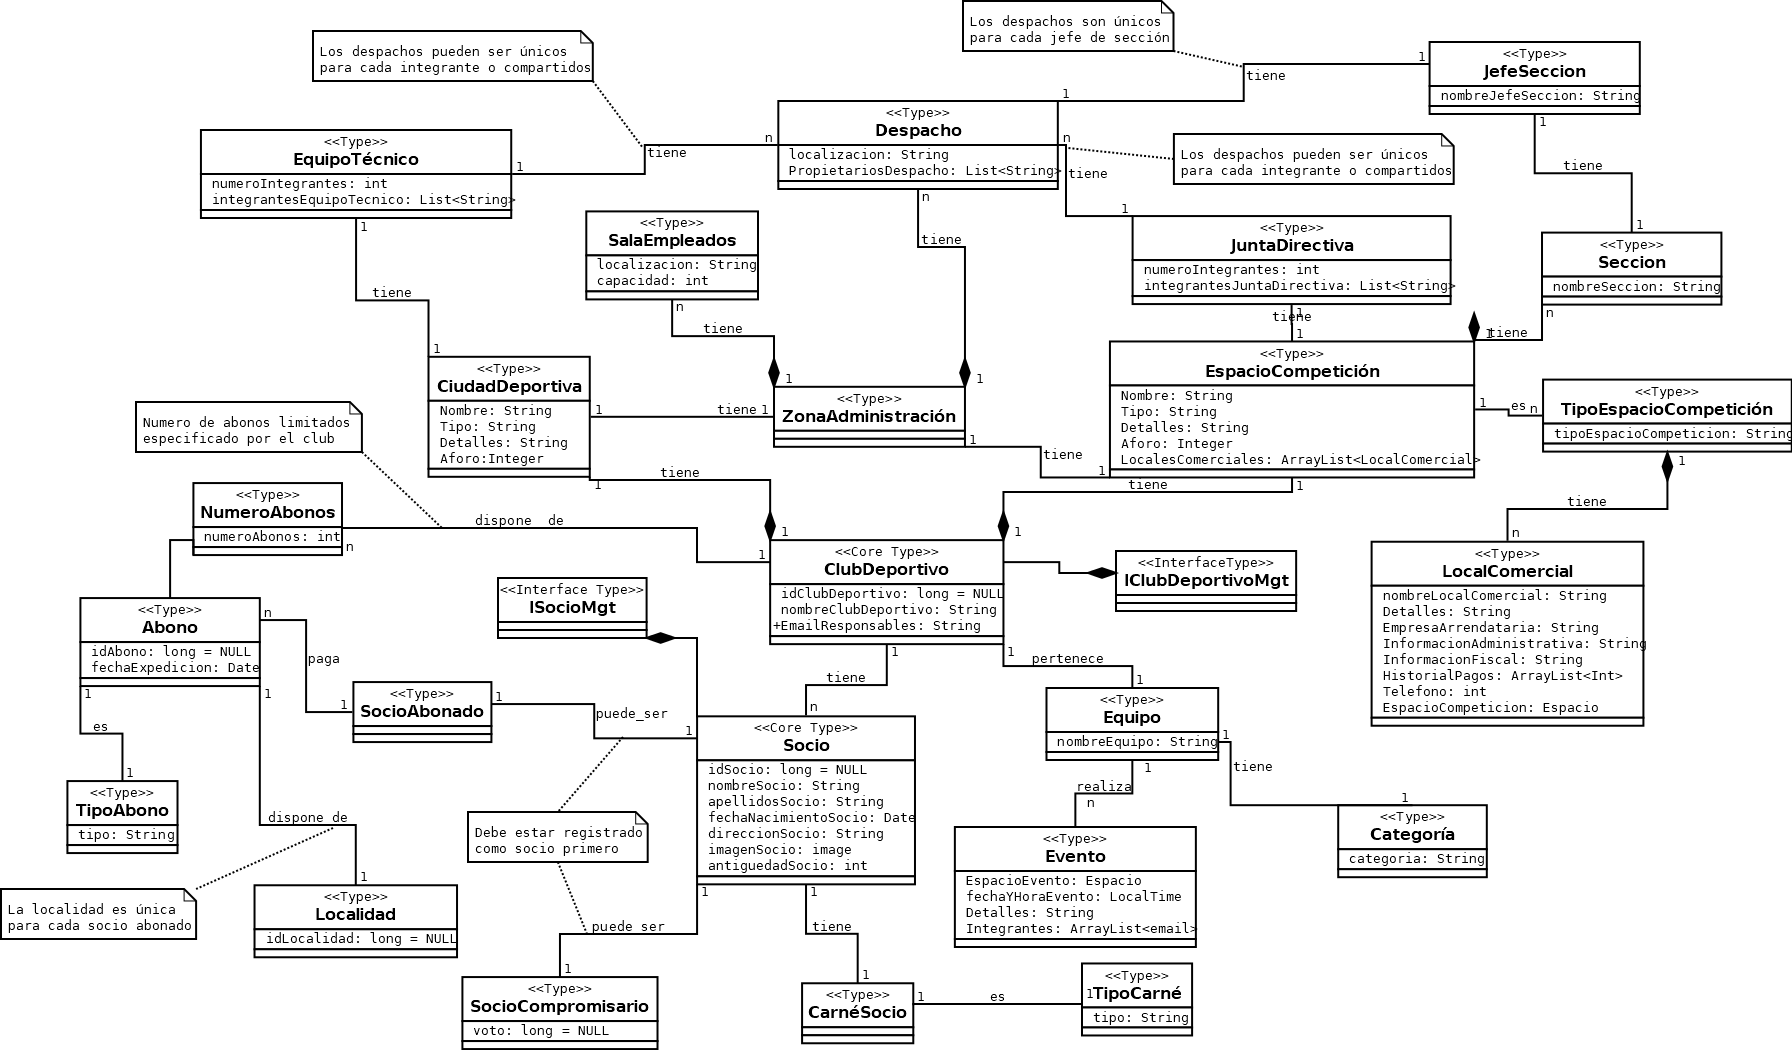 Los despachos son únicos
para cada jefe de sección
Los despachos pueden ser únicos
para cada integrante o compartidos
<<Type>>
JefeSeccion
nombreJefeSeccion: String
1
tiene
1
1
<<Type>>
Despacho
localizacion: String
PropietariosDespacho: List<String>
n
n
n
tiene
tiene
tiene
Los despachos pueden ser únicos
para cada integrante o compartidos
<<Type>>
EquipoTécnico
numeroIntegrantes: int
integrantesEquipoTecnico: List<String>
1
1
tiene
1
<<Type>>
SalaEmpleados
localizacion: String
capacidad: int
n
tiene
1
1
1
<<Type>>
JuntaDirectiva
numeroIntegrantes: int
integrantesJuntaDirectiva: List<String>
1
tiene
1
tiene
1
<<Type>>
Seccion
nombreSeccion: String
n
tiene
1
<<Type>>
CiudadDeportiva
Nombre: String
Tipo: String
Detalles: String
Aforo:Integer
1
tiene
1
<<Type>>
ZonaAdministración
1
tiene
1
<<Type>>
EspacioCompetición
Nombre: String
Tipo: String
Detalles: String
Aforo: Integer
LocalesComerciales: ArrayList<LocalComercial>
1
es
n
<<Type>>
TipoEspacioCompetición
tipoEspacioCompeticion: String
1
tiene
n
Numero de abonos limitados
especificado por el club
1
tiene
1
1
tiene
1
<<Type>>
NumeroAbonos
numeroAbonos: int
n
dispone  de
1
<<Core Type>>
ClubDeportivo
idClubDeportivo: long = NULL
nombreClubDeportivo: String
+EmailResponsables: String
<<InterfaceType>>
IClubDeportivoMgt
<<Type>>
LocalComercial
nombreLocalComercial: String
Detalles: String
EmpresaArrendataria: String
InformacionAdministrativa: String
InformacionFiscal: String
HistorialPagos: ArrayList<Int>
Telefono: int
EspacioCompeticion: Espacio
<<Interface Type>>
ISocioMgt
<<Type>>
Abono
idAbono: long = NULL
fechaExpedicion: Date
n
paga
1
1
1
es
1
<<Type>>
SocioAbonado
1
puede_ser
1
1
tiene
n
1
pertenece
1
<<Type>>
Equipo
nombreEquipo: String
1
tiene
1
1
realiza
n
<<Core Type>>
Socio
idSocio: long = NULL
nombreSocio: String
apellidosSocio: String
fechaNacimientoSocio: Date
direccionSocio: String
imagenSocio: image
antiguedadSocio: int
<<Type>>
TipoAbono
tipo: String
dispone de
1
Debe estar registrado
como socio primero
<<Type>>
Categoría
categoria: String
<<Type>>
Evento
EspacioEvento: Espacio
fechaYHoraEvento: LocalTime
Detalles: String
Integrantes: ArrayList<email>
La localidad es única
para cada socio abonado
<<Type>>
Localidad
idLocalidad: long = NULL
1
puede ser
1
1
tiene
1
<<Type>>
SocioCompromisario
voto: long = NULL
<<Type>>
CarnéSocio
1
es
1
<<Type>>
TipoCarné
tipo: String